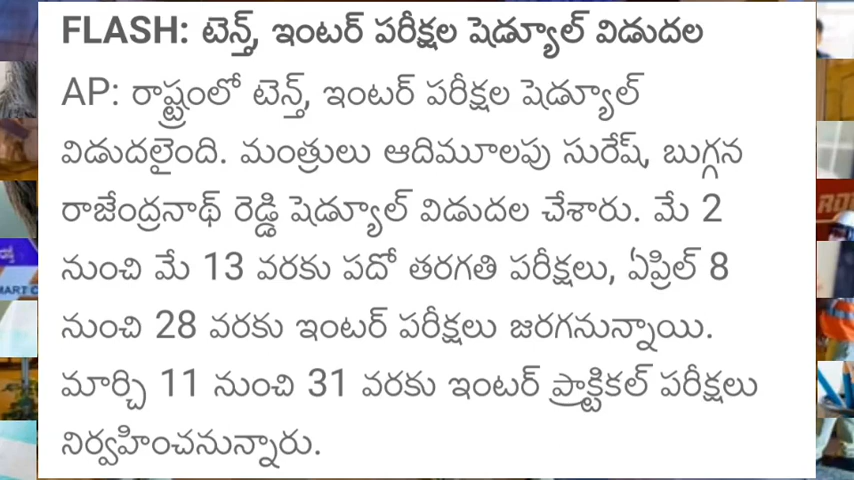 FLASH: టెన్త్, ఇంటర్ పరీక్షల షెడ్యూల్ విడుదల
AP: రాష్ట్రంలో టెన్త్, ఇంటర్ పరీక్షల షెడ్యూల్
విడుదలైంది. మంత్రులు ఆదిమూలపు సురేష్, బుగ్గన
రాజేంద్రనాథ్ రెడ్డి షెడ్యూల్ విడుదల చేశారు. మే 2
నుంచి మే 13 వరకు పదో తరగతి పరీక్షలు, ఏప్రిల్ 8
నుంచి 28 వరకు ఇంటర్ పరీక్షలు జరగనున్నాయి.
మార్చి 11 నుంచి 31 వరకు ఇంటర్ ప్రాక్టికల్ పరీక్షలు
నిర్వహించనున్నారు.